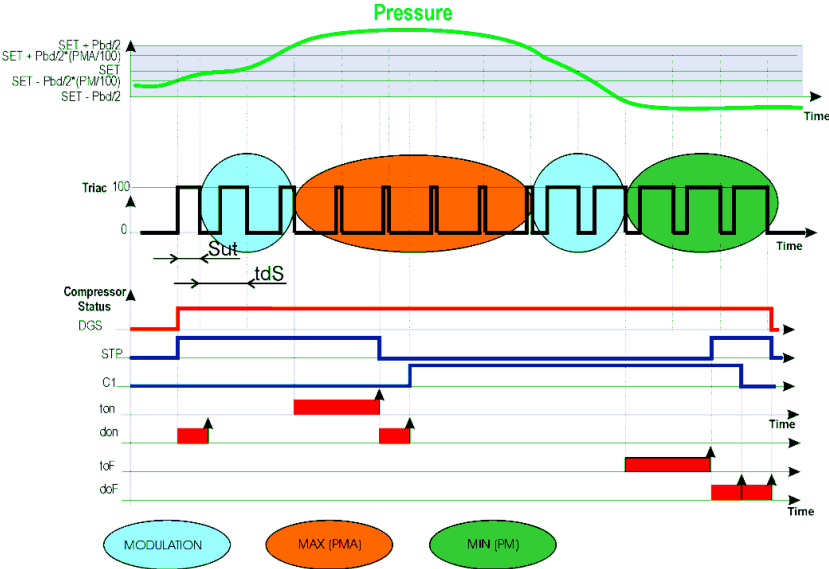 Pressure
SET + Pbd/2
SET + Pbd/2*(PMA/100)
SET
SET - Pbd/2*(PM/100)
SET - Pbd/2
Time
Triac 100
0
Time
Sut
tdS
Compressor
Status
DGS
STP
C1
ton
Time
don
toF
doF
Time
MODULATION MAX (PMA) MIN (PM)